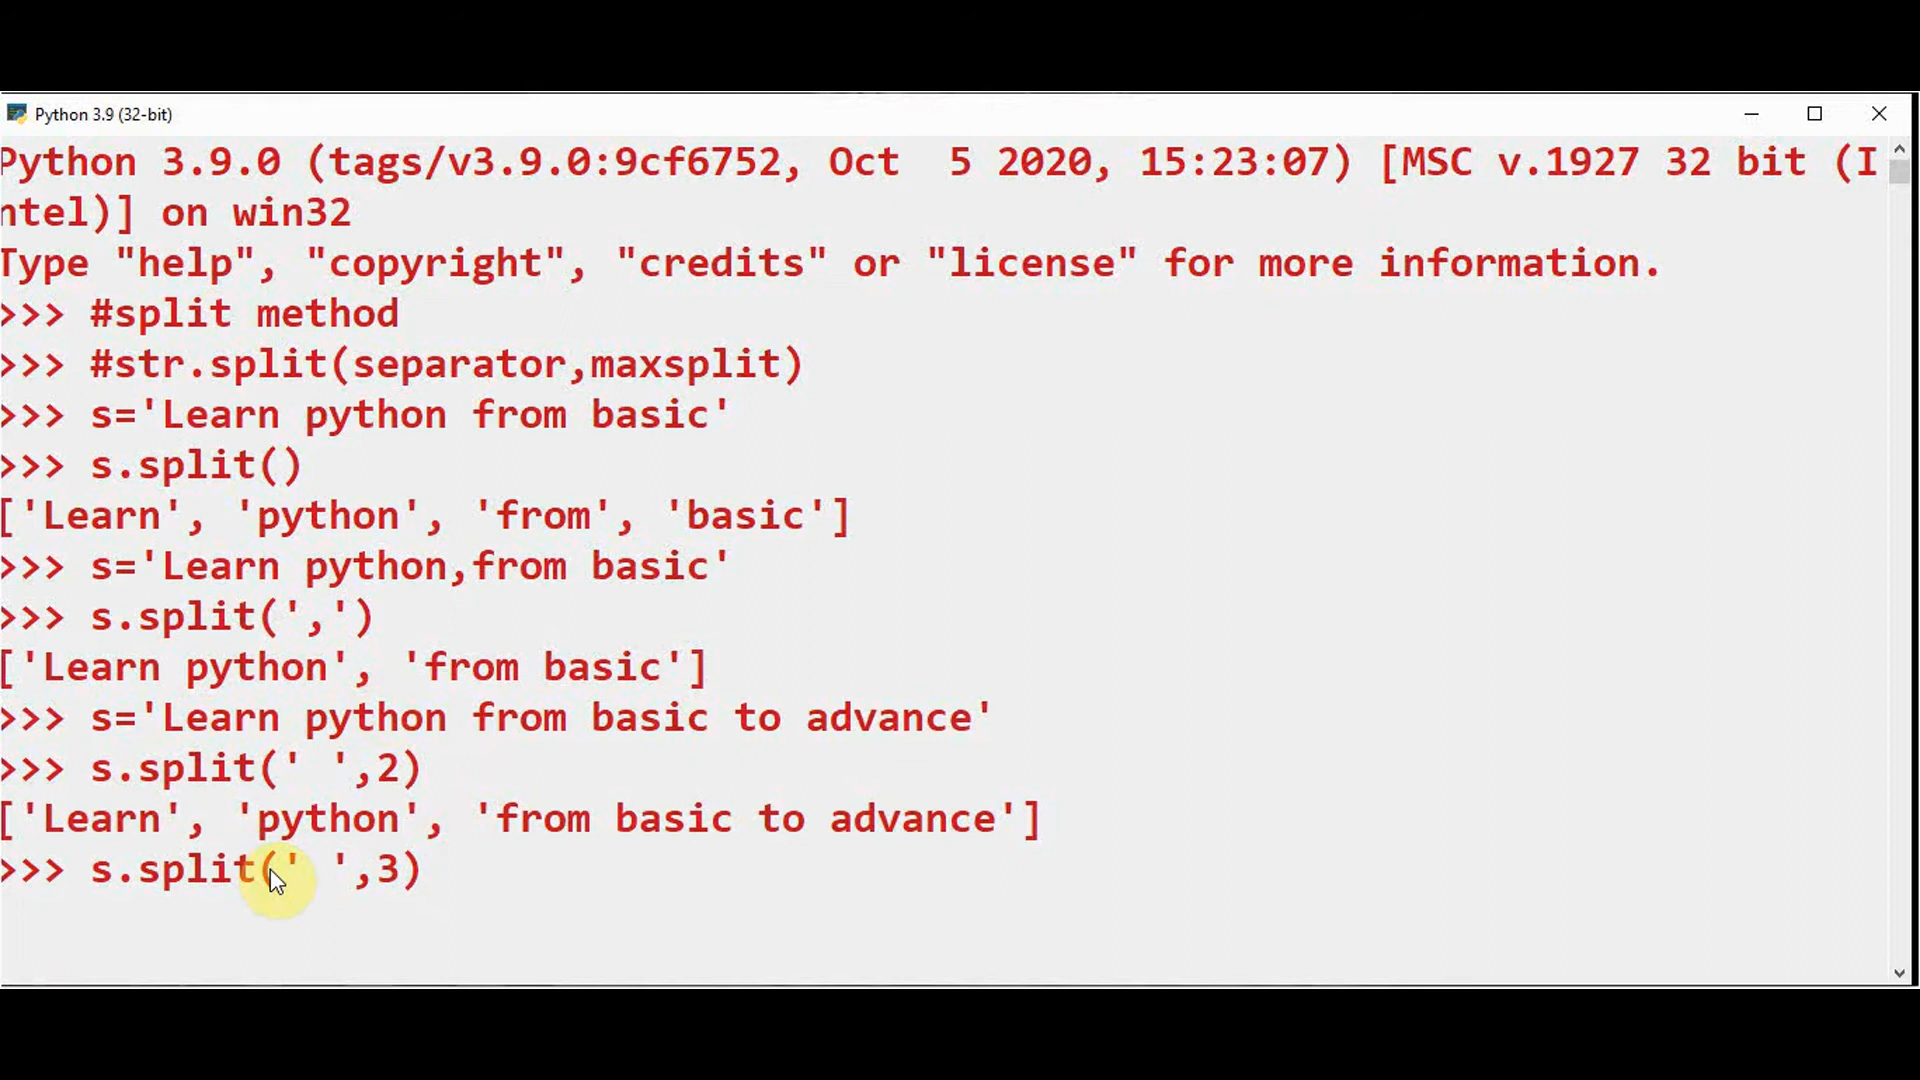 Python 3.9 (32-bit)
Python 3.9.0 (tags/v3.9.0:9cf6752, Oct  5 2020, 15:23:07) [MSC v.1927 32 bit (I
ntel)] on win32
Type "help", "copyright", "credits" or "license" for more information.
>>> #split method
>>> #str.split(separator,maxsplit)
>>> s='Learn python from basic'
>>> s.split()
['Learn', 'python', 'from', 'basic']
>>> s='Learn python,from basic'
>>> s.split(',')
['Learn python', 'from basic']
>>> s='Learn python from basic to advance'
>>> s.split(' ',2)
['Learn', 'python', 'from basic to advance']
>>> s.split(' ',3)